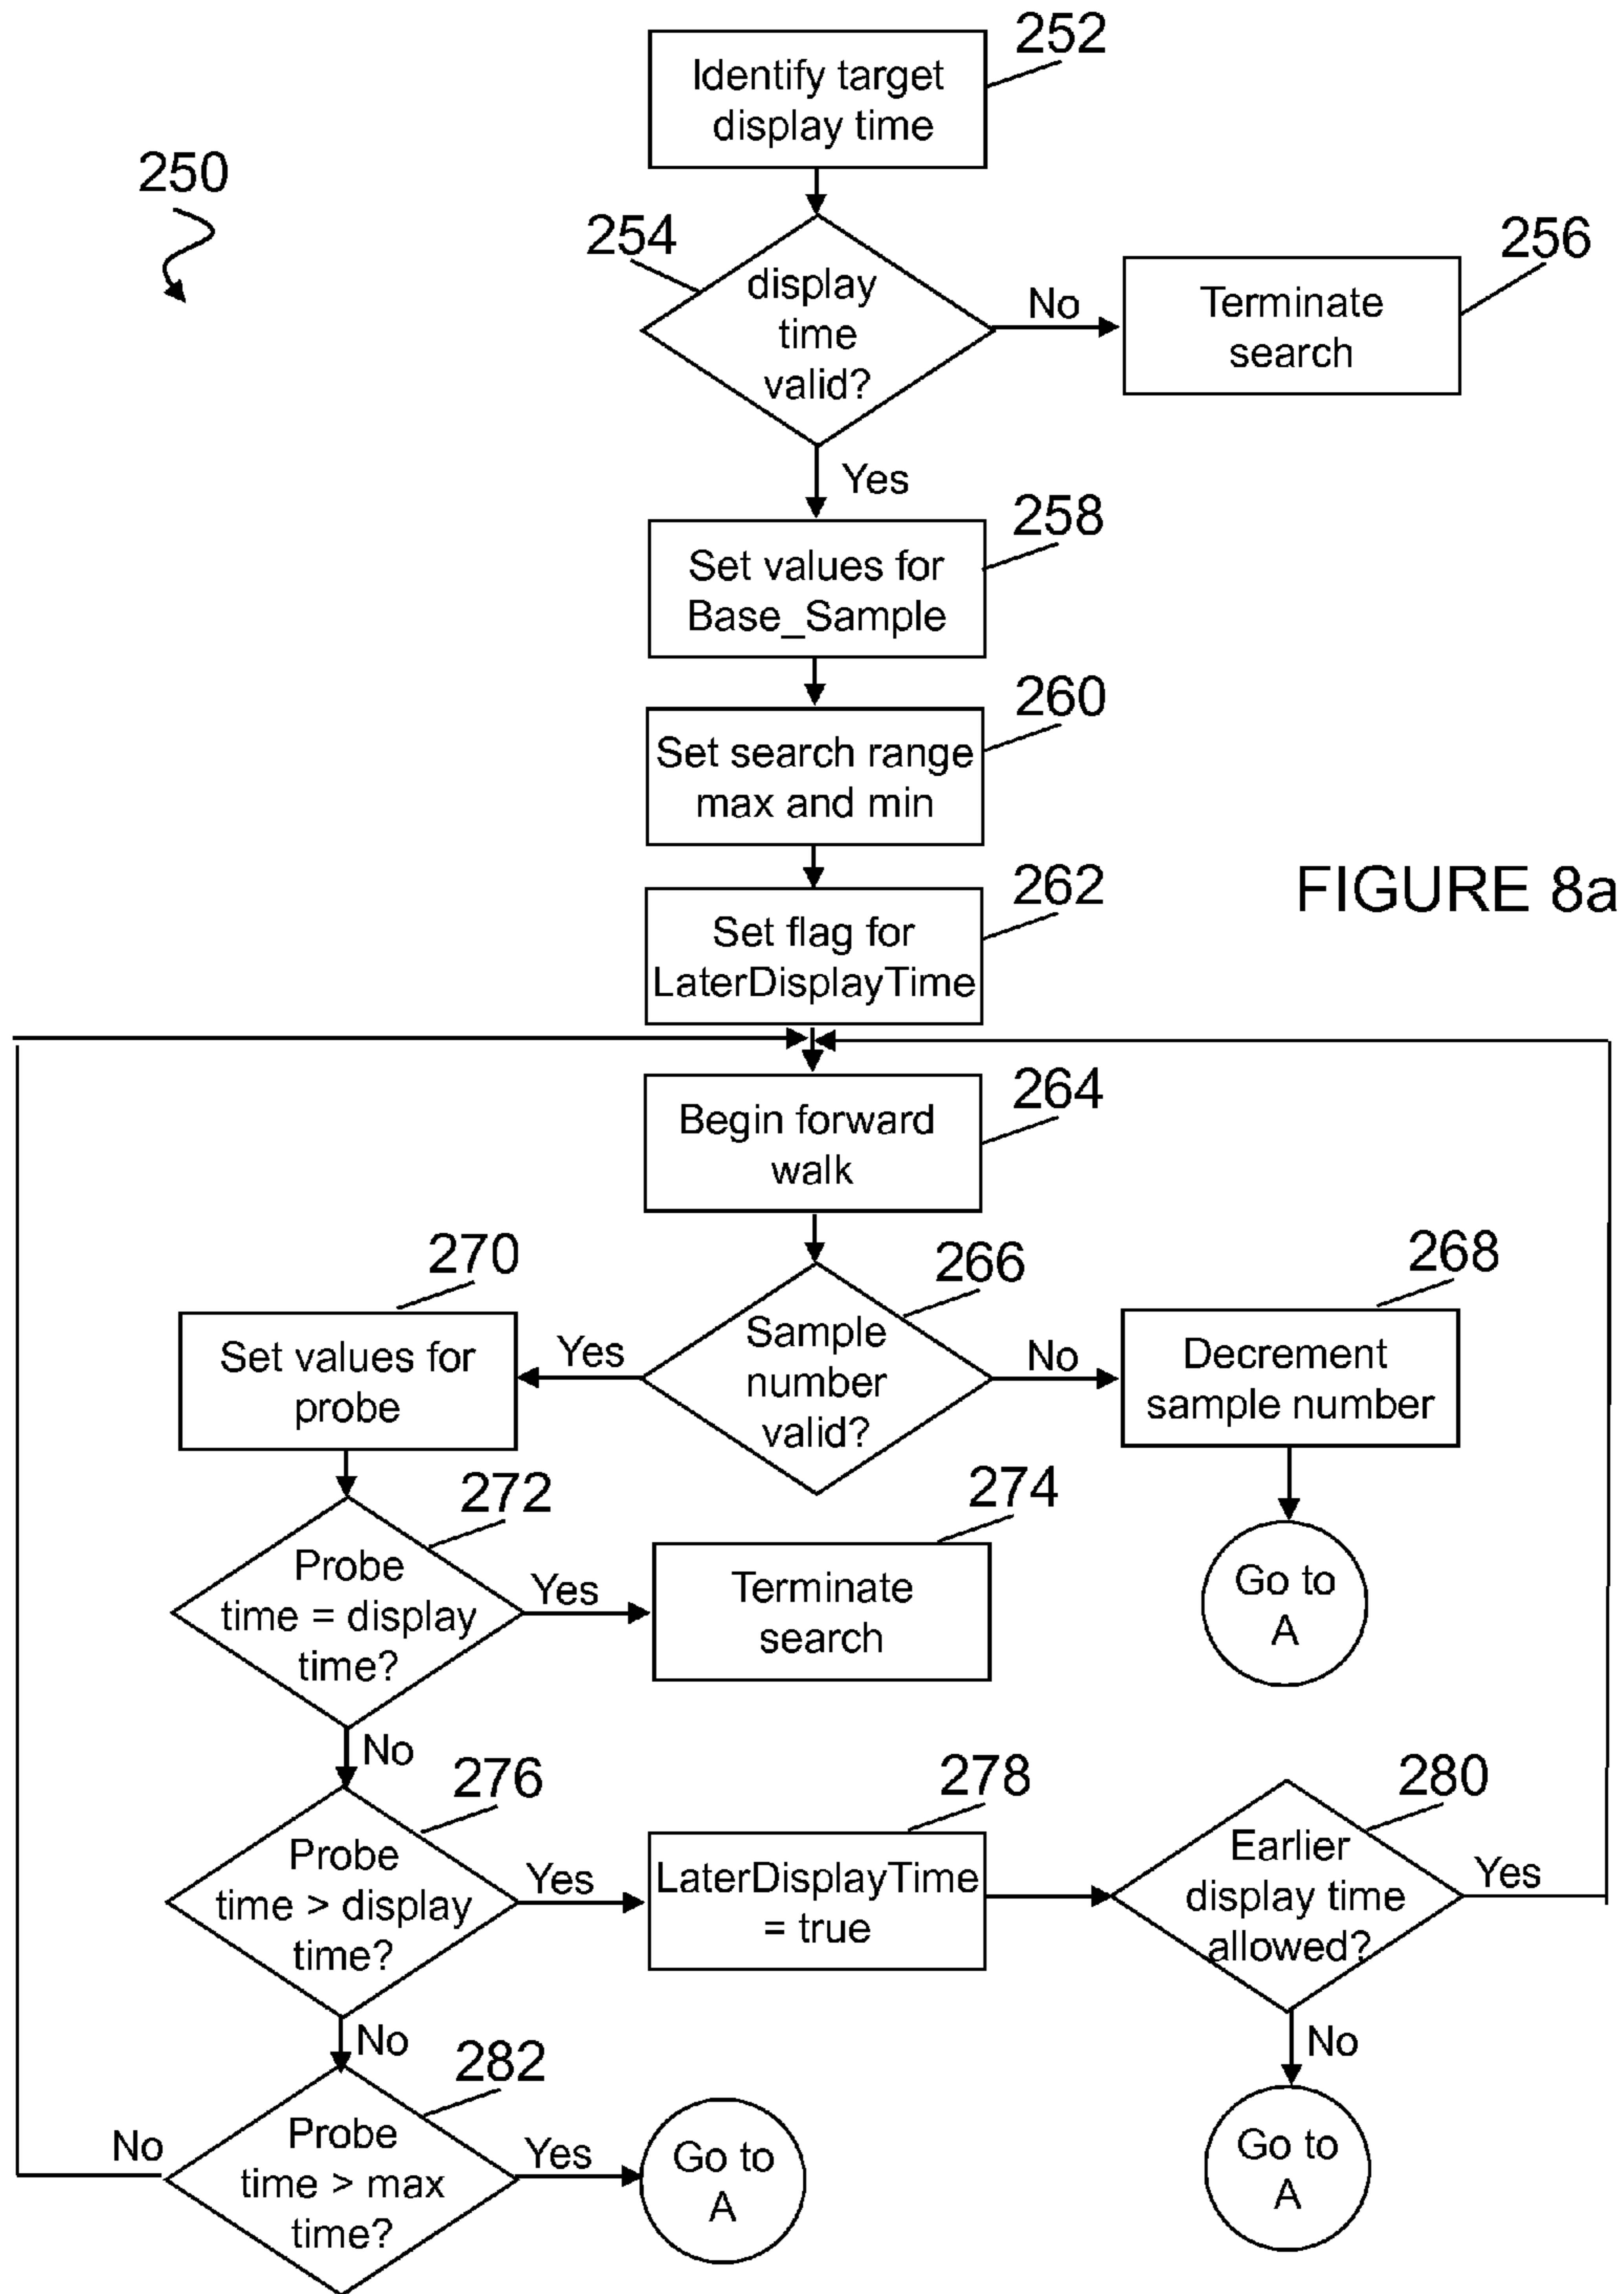 252
Identify target
display time
250
254
display
time
valid?
No
256
Terminate
search
Yes
258
Set values for
Base_Sample
260
Set search range
max and min
262
Set flag for
LaterDisplayTime
FIGURE 8a
264
Begin forward
walk
270
Set values for
probe
Yes
266
Sample
number
valid?
No
268
Decrement
sample number
Go to
A
272
Probe
time = display
time?
Yes
274
Terminate
search
No
276
Probe
time > display
time?
Yes
278
LaterDisplayTime
= true
280
Earlier
display time
allowed?
Yes
No
Go to
A
No
282
Probe
time > max
time?
No
Yes
Go to
A